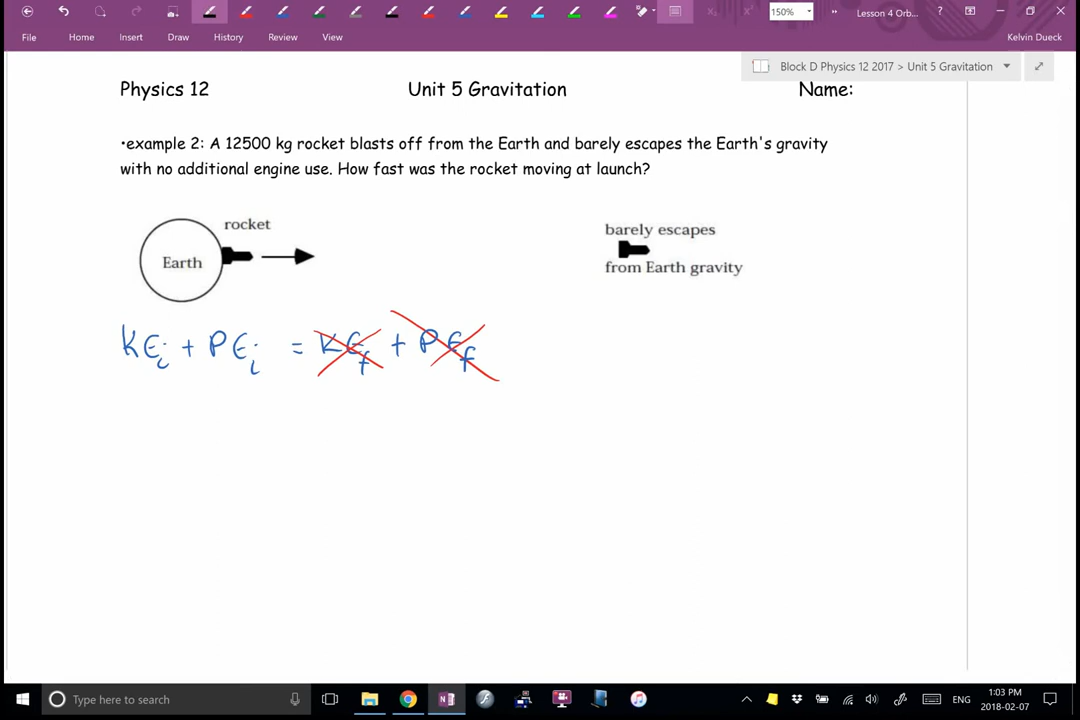 150%
Lesson 4 Orb...
?
File Home Insert Draw History Review View
Kelvin Dueck
Block D Physics 12 2017 > Unit 5 Gravitation
Physics 12 Unit 5 Gravitation Name:
•example 2: A 12500 kg rocket blasts off from the Earth and barely escapes the Earth's gravity
with no additional engine use. How fast was the rocket moving at launch?
rocket
Earth
barely escapes
from Earth gravity
KEi + PEi = KEf + PEf
Type here to search
ENG
1:03 PM
2018-02-07